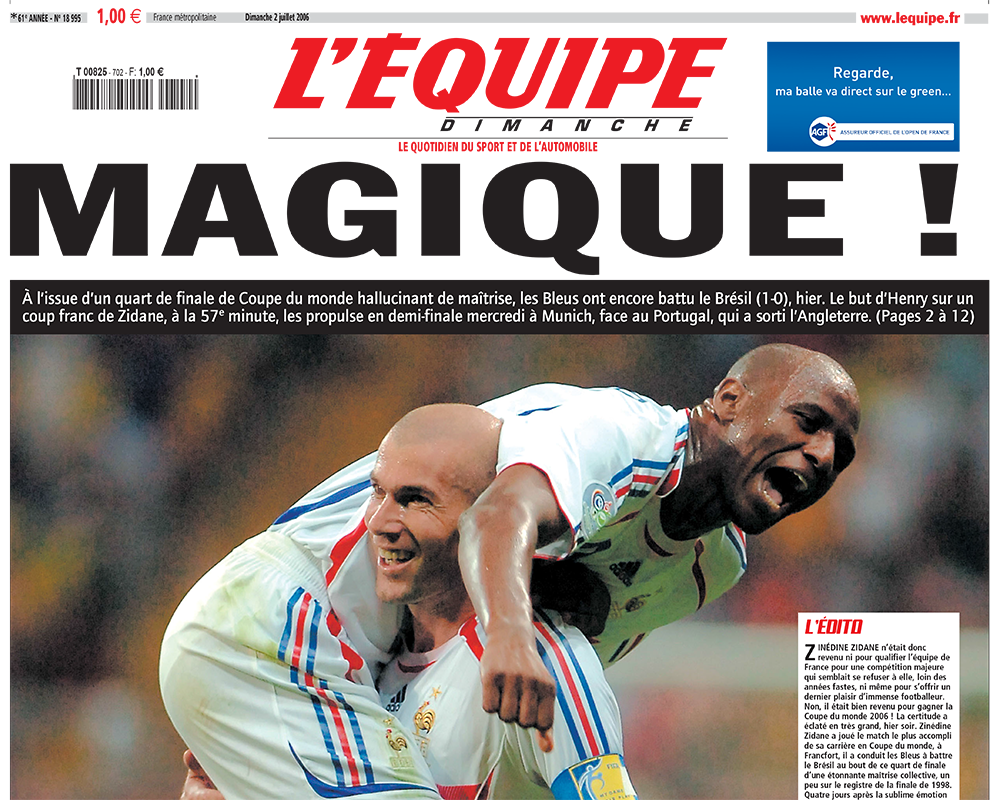 *61e ANNÉE - N° 18 995 1,00 € France métropolitaine Dimanche 2 juillet 2006 www.lequipe.fr
T 00825 - 702 - F: 1,00 €
L'ÉQUIPE
DIMANCHE
LE QUOTIDIEN DU SPORT ET DE L'AUTOMOBILE
Regarde,
ma balle va direct sur le green...
AGF ASSUREUR OFFICIEL DE L'OPEN DE FRANCE
MAGIQUE !
À l'issue d'un quart de finale de Coupe du monde hallucinant de maîtrise, les Bleus ont encore battu le Brésil (1-0), hier. Le but d'Henry sur un
coup franc de Zidane, à la 57e minute, les propulse en demi-finale mercredi à Munich, face au Portugal, qui a sorti l'Angleterre. (Pages 2 à 12)
L'ÉDITO
ZINÉDINE ZIDANE n'était donc
revenu ni pour qualifier l'équipe de
France pour une compétition majeure
qui semblait se refuser à elle, loin des
années fastes, ni même pour s'offrir un
dernier plaisir d'immense footballeur.
Non, il était bien revenu pour gagner la
Coupe du monde 2006 ! La certitude a
éclaté en très grand, hier soir. Zinédine
Zidane a joué le match le plus accompli
de sa carrière en Coupe du monde, à
Francfort, il a conduit les Bleus à battre
le Brésil au bout de ce quart de finale
d'une étonnante maîtrise collective, un
peu sur le registre de la finale de 1998.
Quatre jours après la sublime émotion